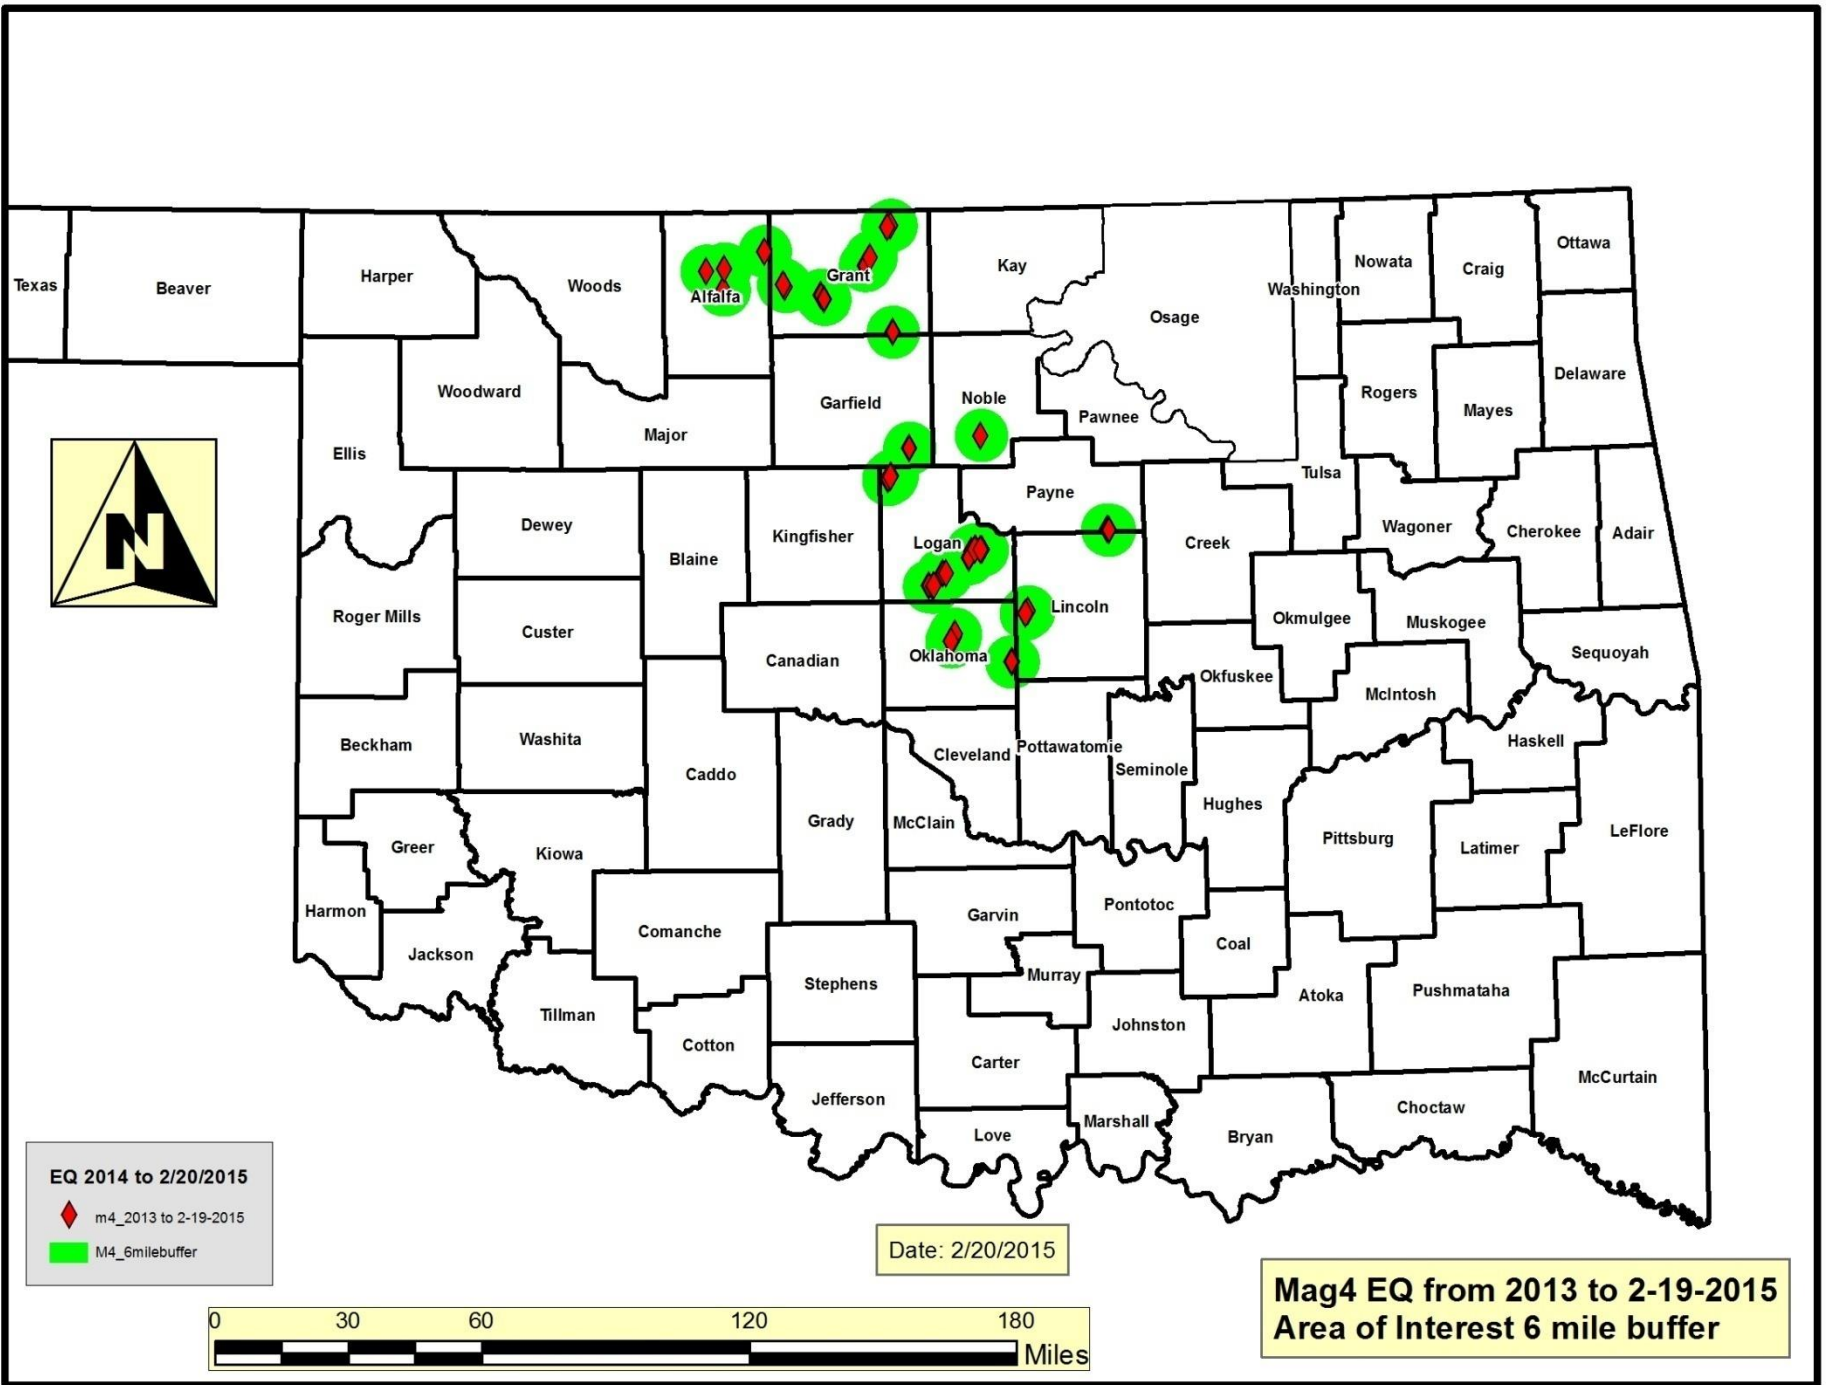 Ottawa
Nowata
Craig
Kay
Texas
Beaver
Harper
Woods
Alfalfa
Grant
Washington
Osage
Delaware
Woodward
Garfield
Noble
Rogers
Mayes
Pawnee
Major
Ellis
Tulsa
Payne
Dewey
Wagoner
Cherokee
Adair
Kingfisher
Logan
Creek
Blaine
N
Roger Mills
Custer
Lincoln
Okmulgee
Muskogee
Canadian
Oklahoma
Sequoyah
Okfuskee
McIntosh
Beckham
Washita
Cleveland
Pottawatomie
Haskell
Caddo
Seminole
Hughes
Grady
McClain
LeFlore
Greer
Kiowa
Pittsburg
Latimer
Harmon
Garvin
Pontotoc
Comanche
Coal
Jackson
Murray
Stephens
Atoka
Pushmataha
Tillman
Johnston
Cotton
Carter
McCurtain
Jefferson
Choctaw
Marshall
Love
Bryan
EQ 2014 to 2/20/2015
m4_2013 to 2-19-2015
M4_6milebuffer
Date: 2/20/2015
Mag4 EQ from 2013 to 2-19-2015
Area of Interest 6 mile buffer
0 30 60 120 180
Miles